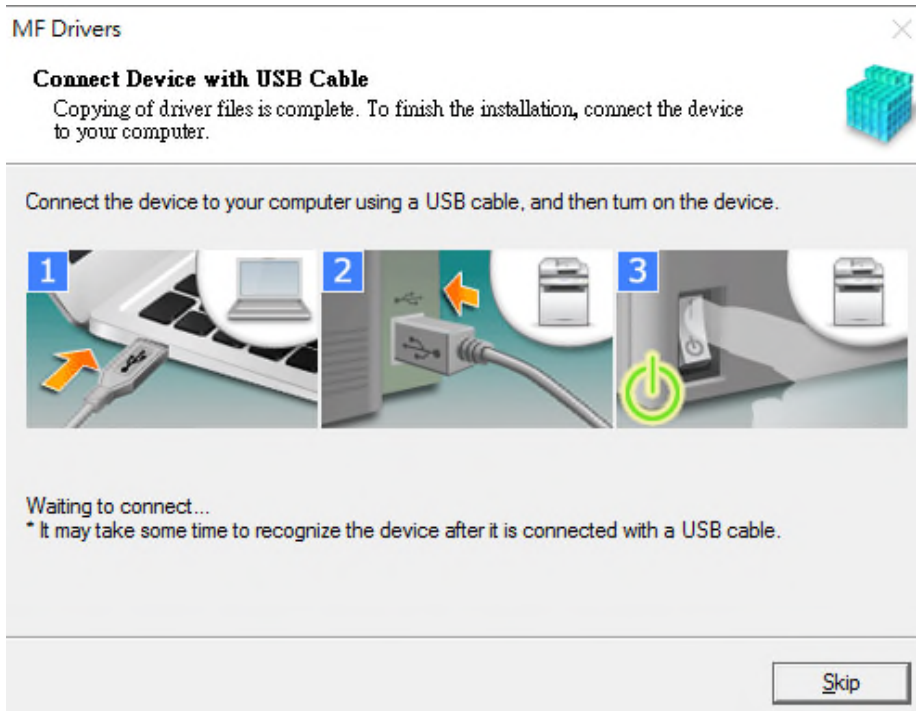 MF Drivers
Connect Device with USB Cable
Copying of driver files is complete. To finish the installation, connect the device
to your computer.
Connect the device to your computer using a USB cable, and then turn on the device.
1
2
3
Waiting to connect...
* It may take some time to recognize the device after it is connected with a USB cable.
Skip